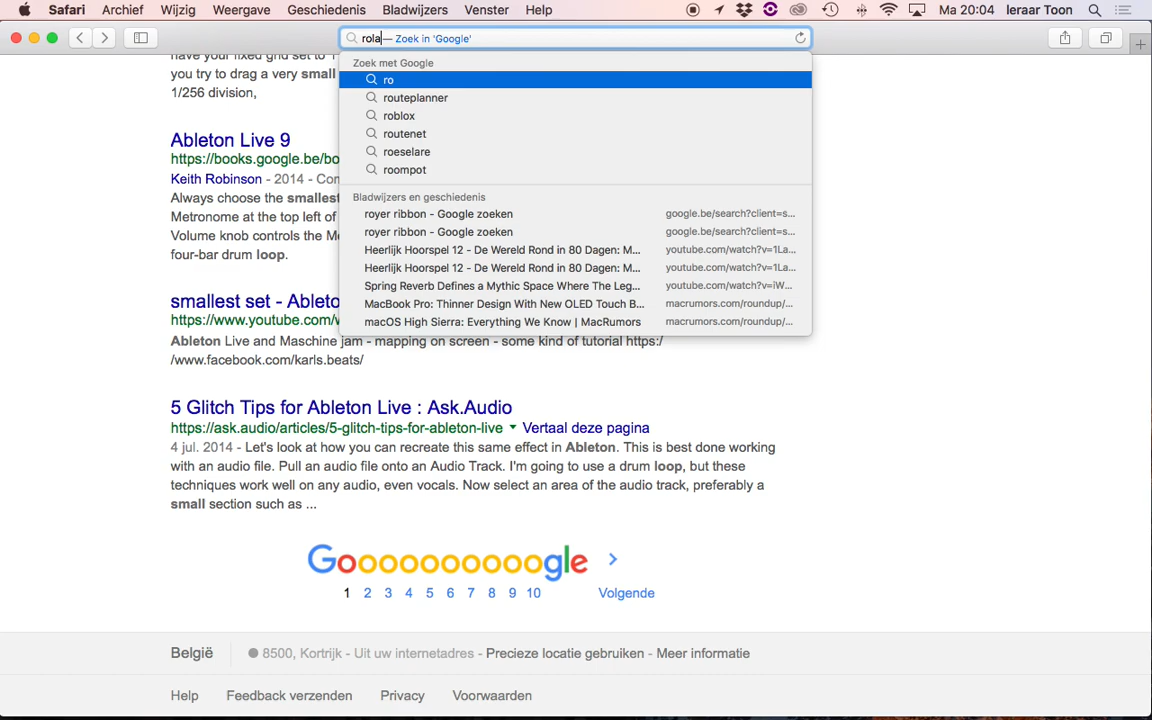 Safari Archief Wijzig Weergave Geschiedenis Bladwijzers Venster Help Ma 20:04 leraar Toon
rola— Zoek in 'Google'
Zoek met Google
ro
routeplanner
roblox
routenet
roeselare
roompot
Bladwijzers en geschiedenis
royer ribbon - Google zoeken google.be/search?client=s...
royer ribbon - Google zoeken google.be/search?client=s...
Heerlijk Hoorspel 12 - De Wereld Rond in 80 Dagen: M... youtube.com/watch?v=1La...
Heerlijk Hoorspel 12 - De Wereld Rond in 80 Dagen: M... youtube.com/watch?v=1La...
Spring Reverb Defines a Mythic Space Where The Leg... youtube.com/watch?v=iW...
MacBook Pro: Thinner Design With New OLED Touch B... macrumors.com/roundup/...
macOS High Sierra: Everything We Know | MacRumors macrumors.com/roundup/...
have your fixed grid set to 1
you try to drag a very small
1/256 division,
Ableton Live 9
https://books.google.be/bo
Keith Robinson - 2014 - Con
Always choose the smallest
Metronome at the top left of
Volume knob controls the Me
four-bar drum loop.
smallest set - Ableto
https://www.youtube.com/w
Ableton Live and Maschine jam - mapping on screen - some kind of tutorial https:/
/www.facebook.com/karls.beats/
5 Glitch Tips for Ableton Live : Ask.Audio
https://ask.audio/articles/5-glitch-tips-for-ableton-live Vertaal deze pagina
4 jul. 2014 - Let's look at how you can recreate this same effect in Ableton. This is best done working
with an audio file. Pull an audio file onto an Audio Track. I'm going to use a drum loop, but these
techniques work well on any audio, even vocals. Now select an area of the audio track, preferably a
small section such as ...
Goooooooooogle >
1 2 3 4 5 6 7 8 9 10 Volgende
België 8500, Kortrijk - Uit uw internetadres - Precieze locatie gebruiken - Meer informatie
Help Feedback verzenden Privacy Voorwaarden